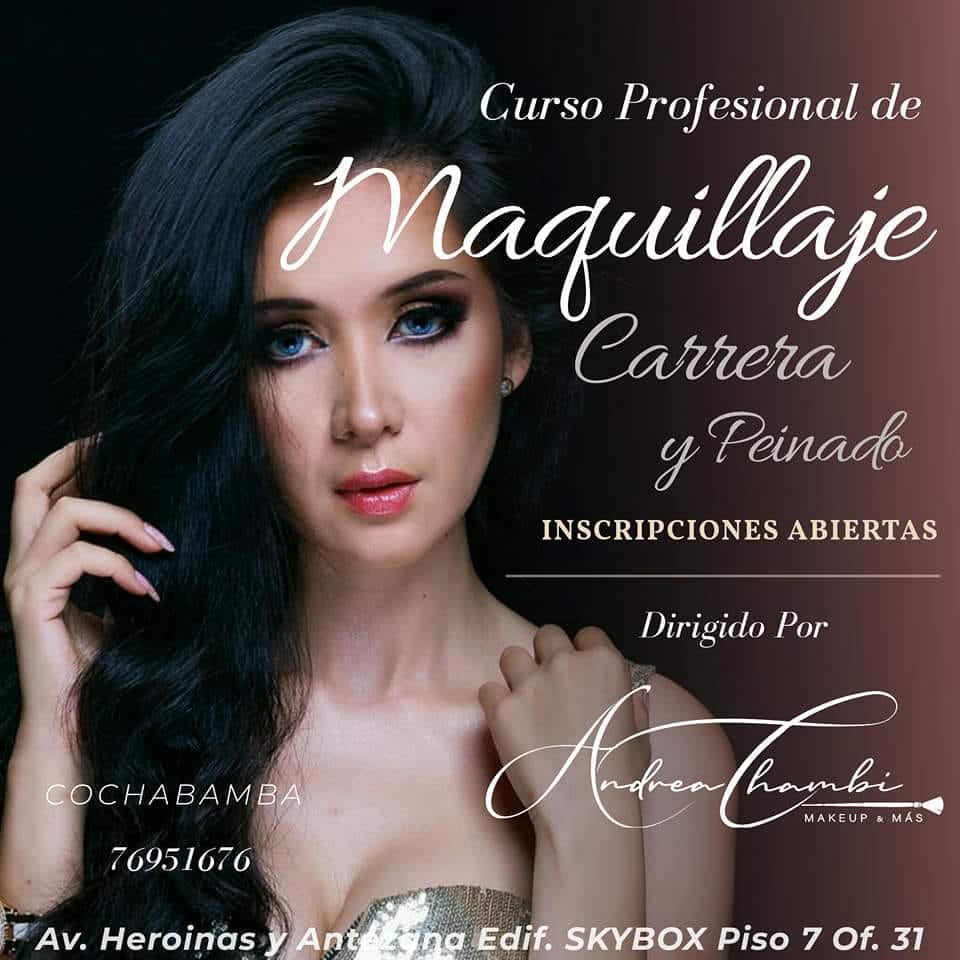 Curso Profesional de
Maquillaje
Carrera
y Peinado
INSCRIPCIONES ABIERTAS
Dirigido Por
Andrea Chambi
MAKEUP & MÁS
COCHABAMBA
76951676
Av. Heroinas y Antezana Edif. SKYBOX Piso 7 Of. 31